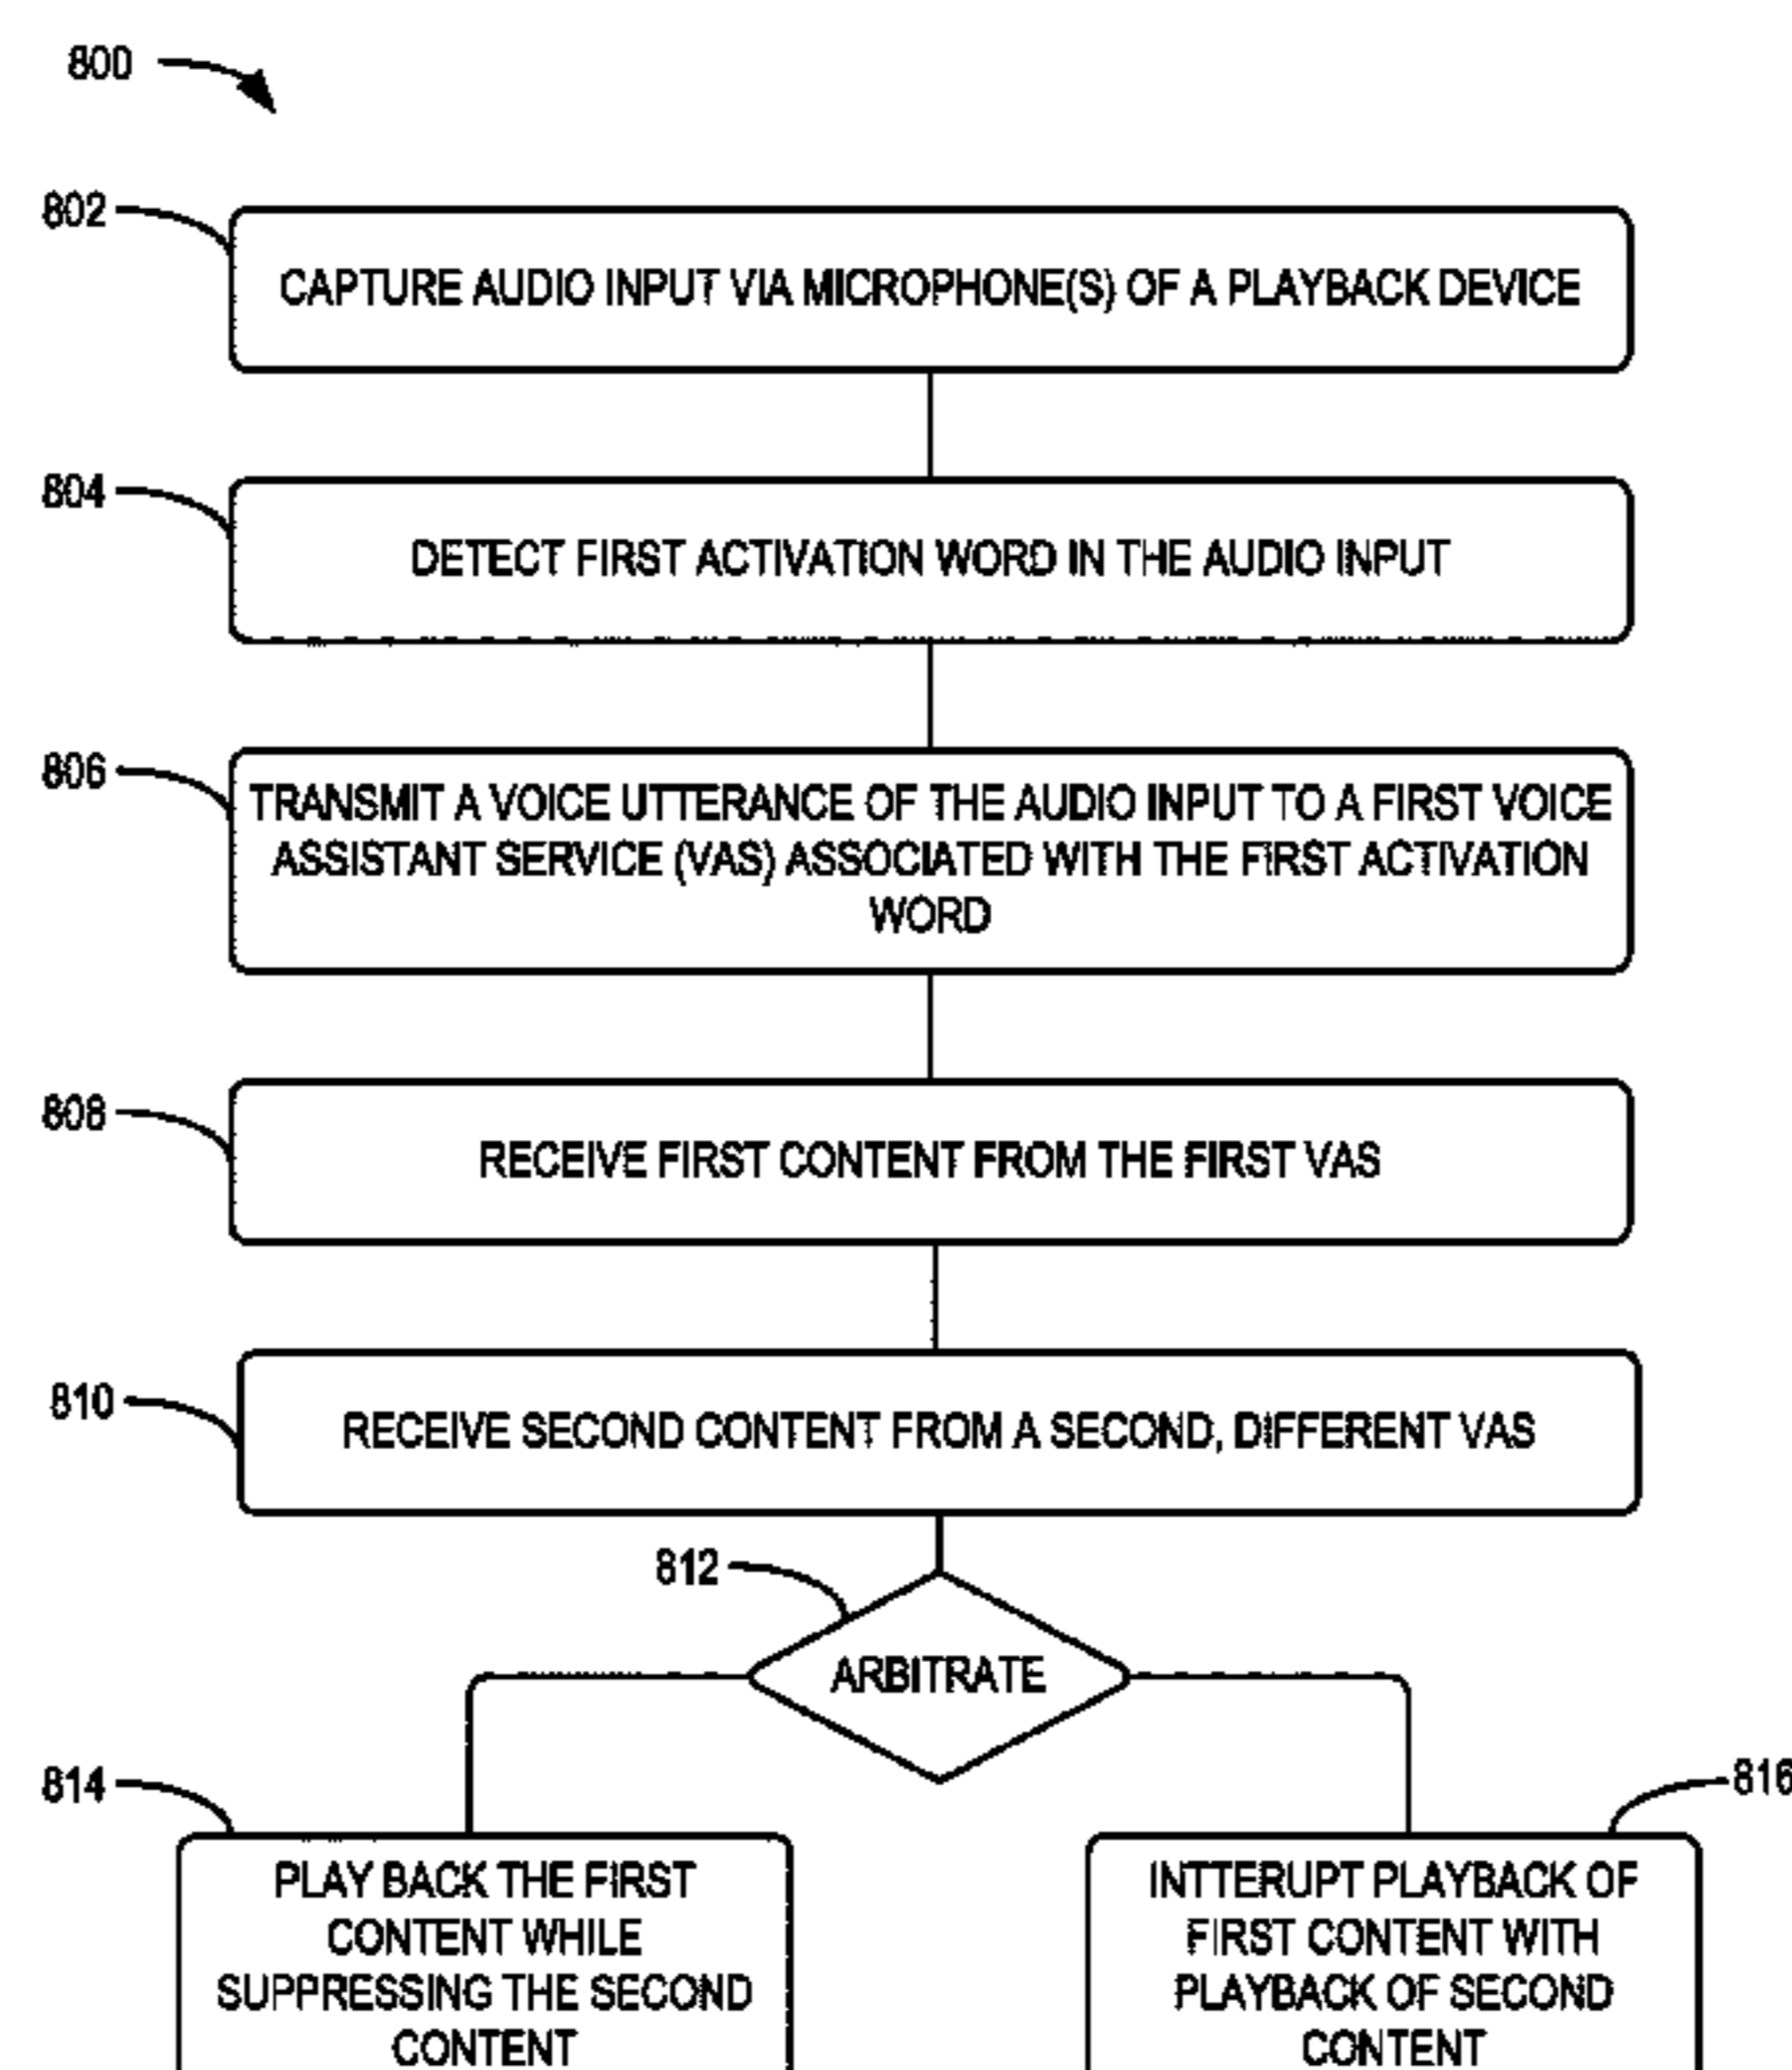 800
802
CAPTURE AUDIO INPUT VIA MICROPHONE(S) OF A PLAYBACK DEVICE
804
DETECT FIRST ACTIVATION WORD IN THE AUDIO INPUT
806
TRANSMIT A VOICE UTTERANCE OF THE AUDIO INPUT TO A FIRST VOICE
ASSISTANT SERVICE (VAS) ASSOCIATED WITH THE FIRST ACTIVATION
WORD
808
RECEIVE FIRST CONTENT FROM THE FIRST VAS
810
RECEIVE SECOND CONTENT FROM A SECOND, DIFFERENT VAS
812
ARBITRATE
814
PLAY BACK THE FIRST
CONTENT WHILE
SUPPRESSING THE SECOND
CONTENT
816
INTTERUPT PLAYBACK OF
FIRST CONTENT WITH
PLAYBACK OF SECOND
CONTENT